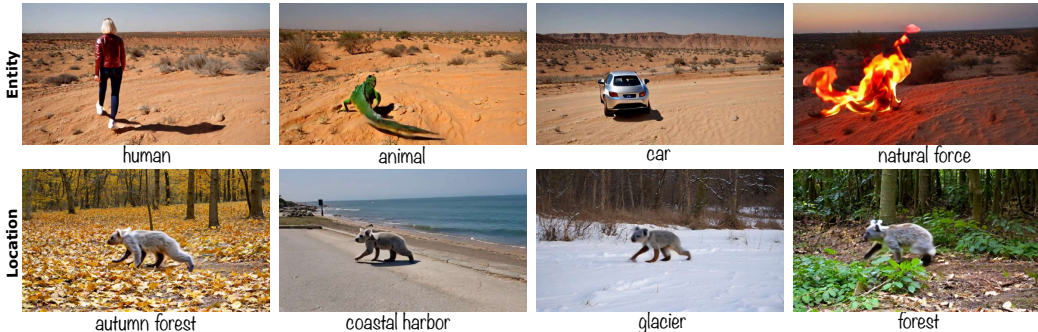 Entity
human
animal
car
natural force
Location
autumn forest
coastal harbor
glacier
forest